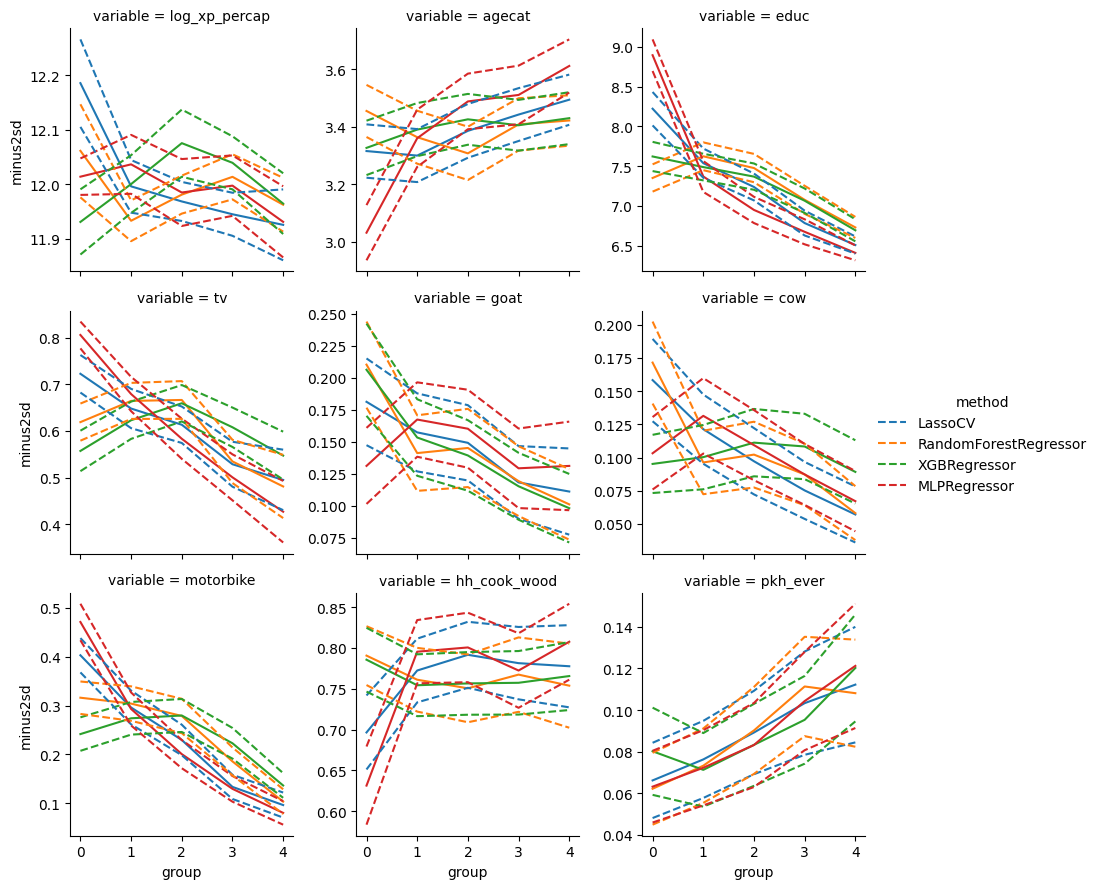 variable = log_xp_percap
variable = agecat
variable = educ
minus2sd
12.2
12.1
12.0
11.9
3.6
3.4
3.2
3.0
9.0
8.5
8.0
7.5
7.0
6.5
variable = tv
variable = goat
variable = cow
minus2sd
0.8
0.7
0.6
0.5
0.4
0.250
0.225
0.200
0.175
0.150
0.125
0.100
0.075
0.200
0.175
0.150
0.125
0.100
0.075
0.050
method
LassoCV
RandomForestRegressor
XGBRegressor
MLPRegressor
variable = motorbike
variable = hh_cook_wood
variable = pkh_ever
minus2sd
0.5
0.4
0.3
0.2
0.1
0.85
0.80
0.75
0.70
0.65
0.60
0.14
0.12
0.10
0.08
0.06
0.04
0 1 2 3 4
0 1 2 3 4
0 1 2 3 4
group
group
group